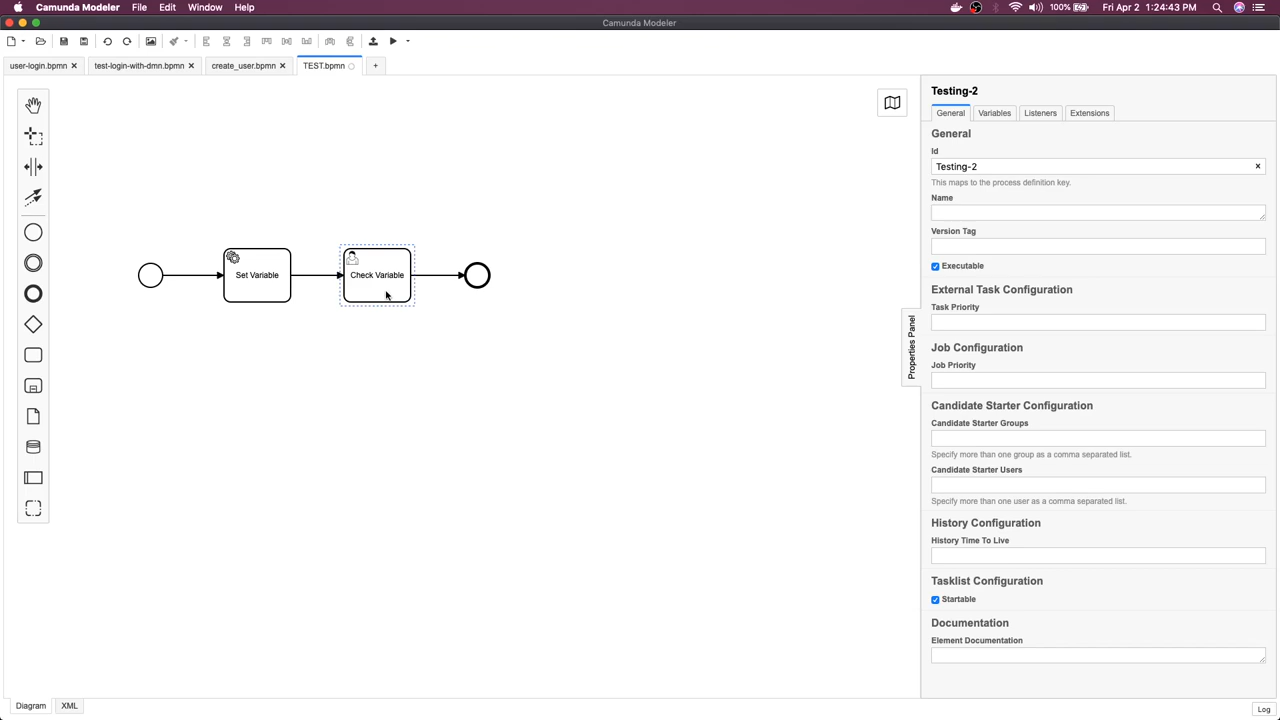 Camunda Modeler File Edit Window Help 100% Fri Apr 2 1:24:43 PM
Camunda Modeler
user-login.bpmn test-login-with-dmn.bpmn create_user.bpmn TEST.bpmn +
Testing-2
General Variables Listeners Extensions
General
Id
Testing-2
This maps to the process definition key.
Name
Version Tag
Executable
External Task Configuration
Task Priority
Job Configuration
Job Priority
Candidate Starter Configuration
Candidate Starter Groups
Specify more than one group as a comma separated list.
Candidate Starter Users
Specify more than one user as a comma separated list.
History Configuration
History Time To Live
Tasklist Configuration
Startable
Documentation
Element Documentation
Set Variable
Check Variable
Properties Panel
Diagram XML
Log